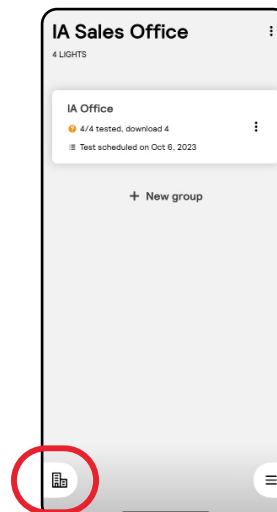 IA Sales Office
4 LIGHTS
IA Office
4/4 tested, download 4
Test scheduled on Oct 6, 2023
+ New group